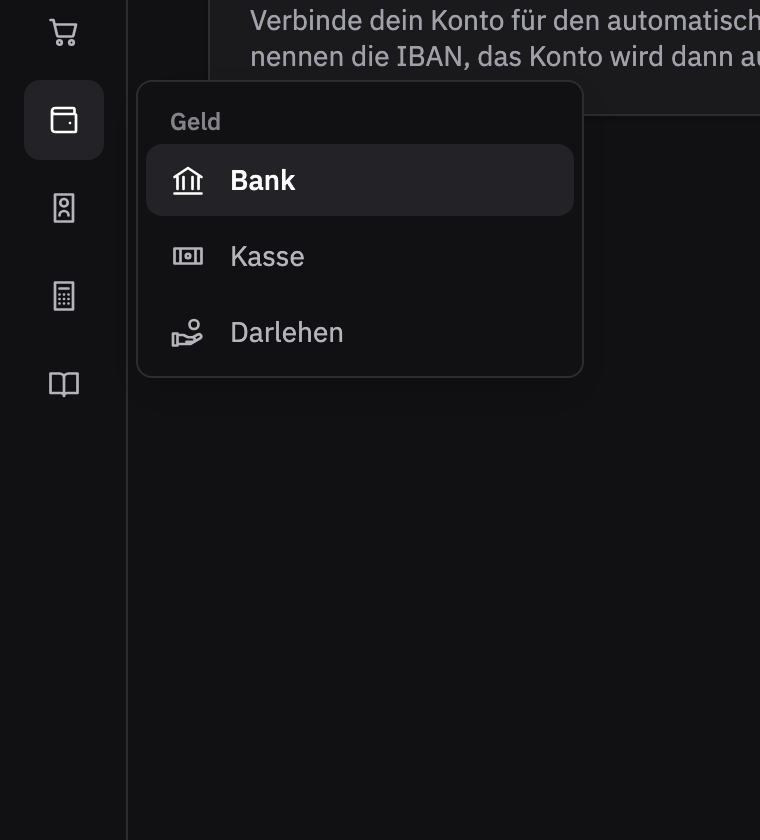 Verbinde dein Konto für den automatisch
nennen die IBAN, das Konto wird dann
Geld
Bank
Kasse
Darlehen